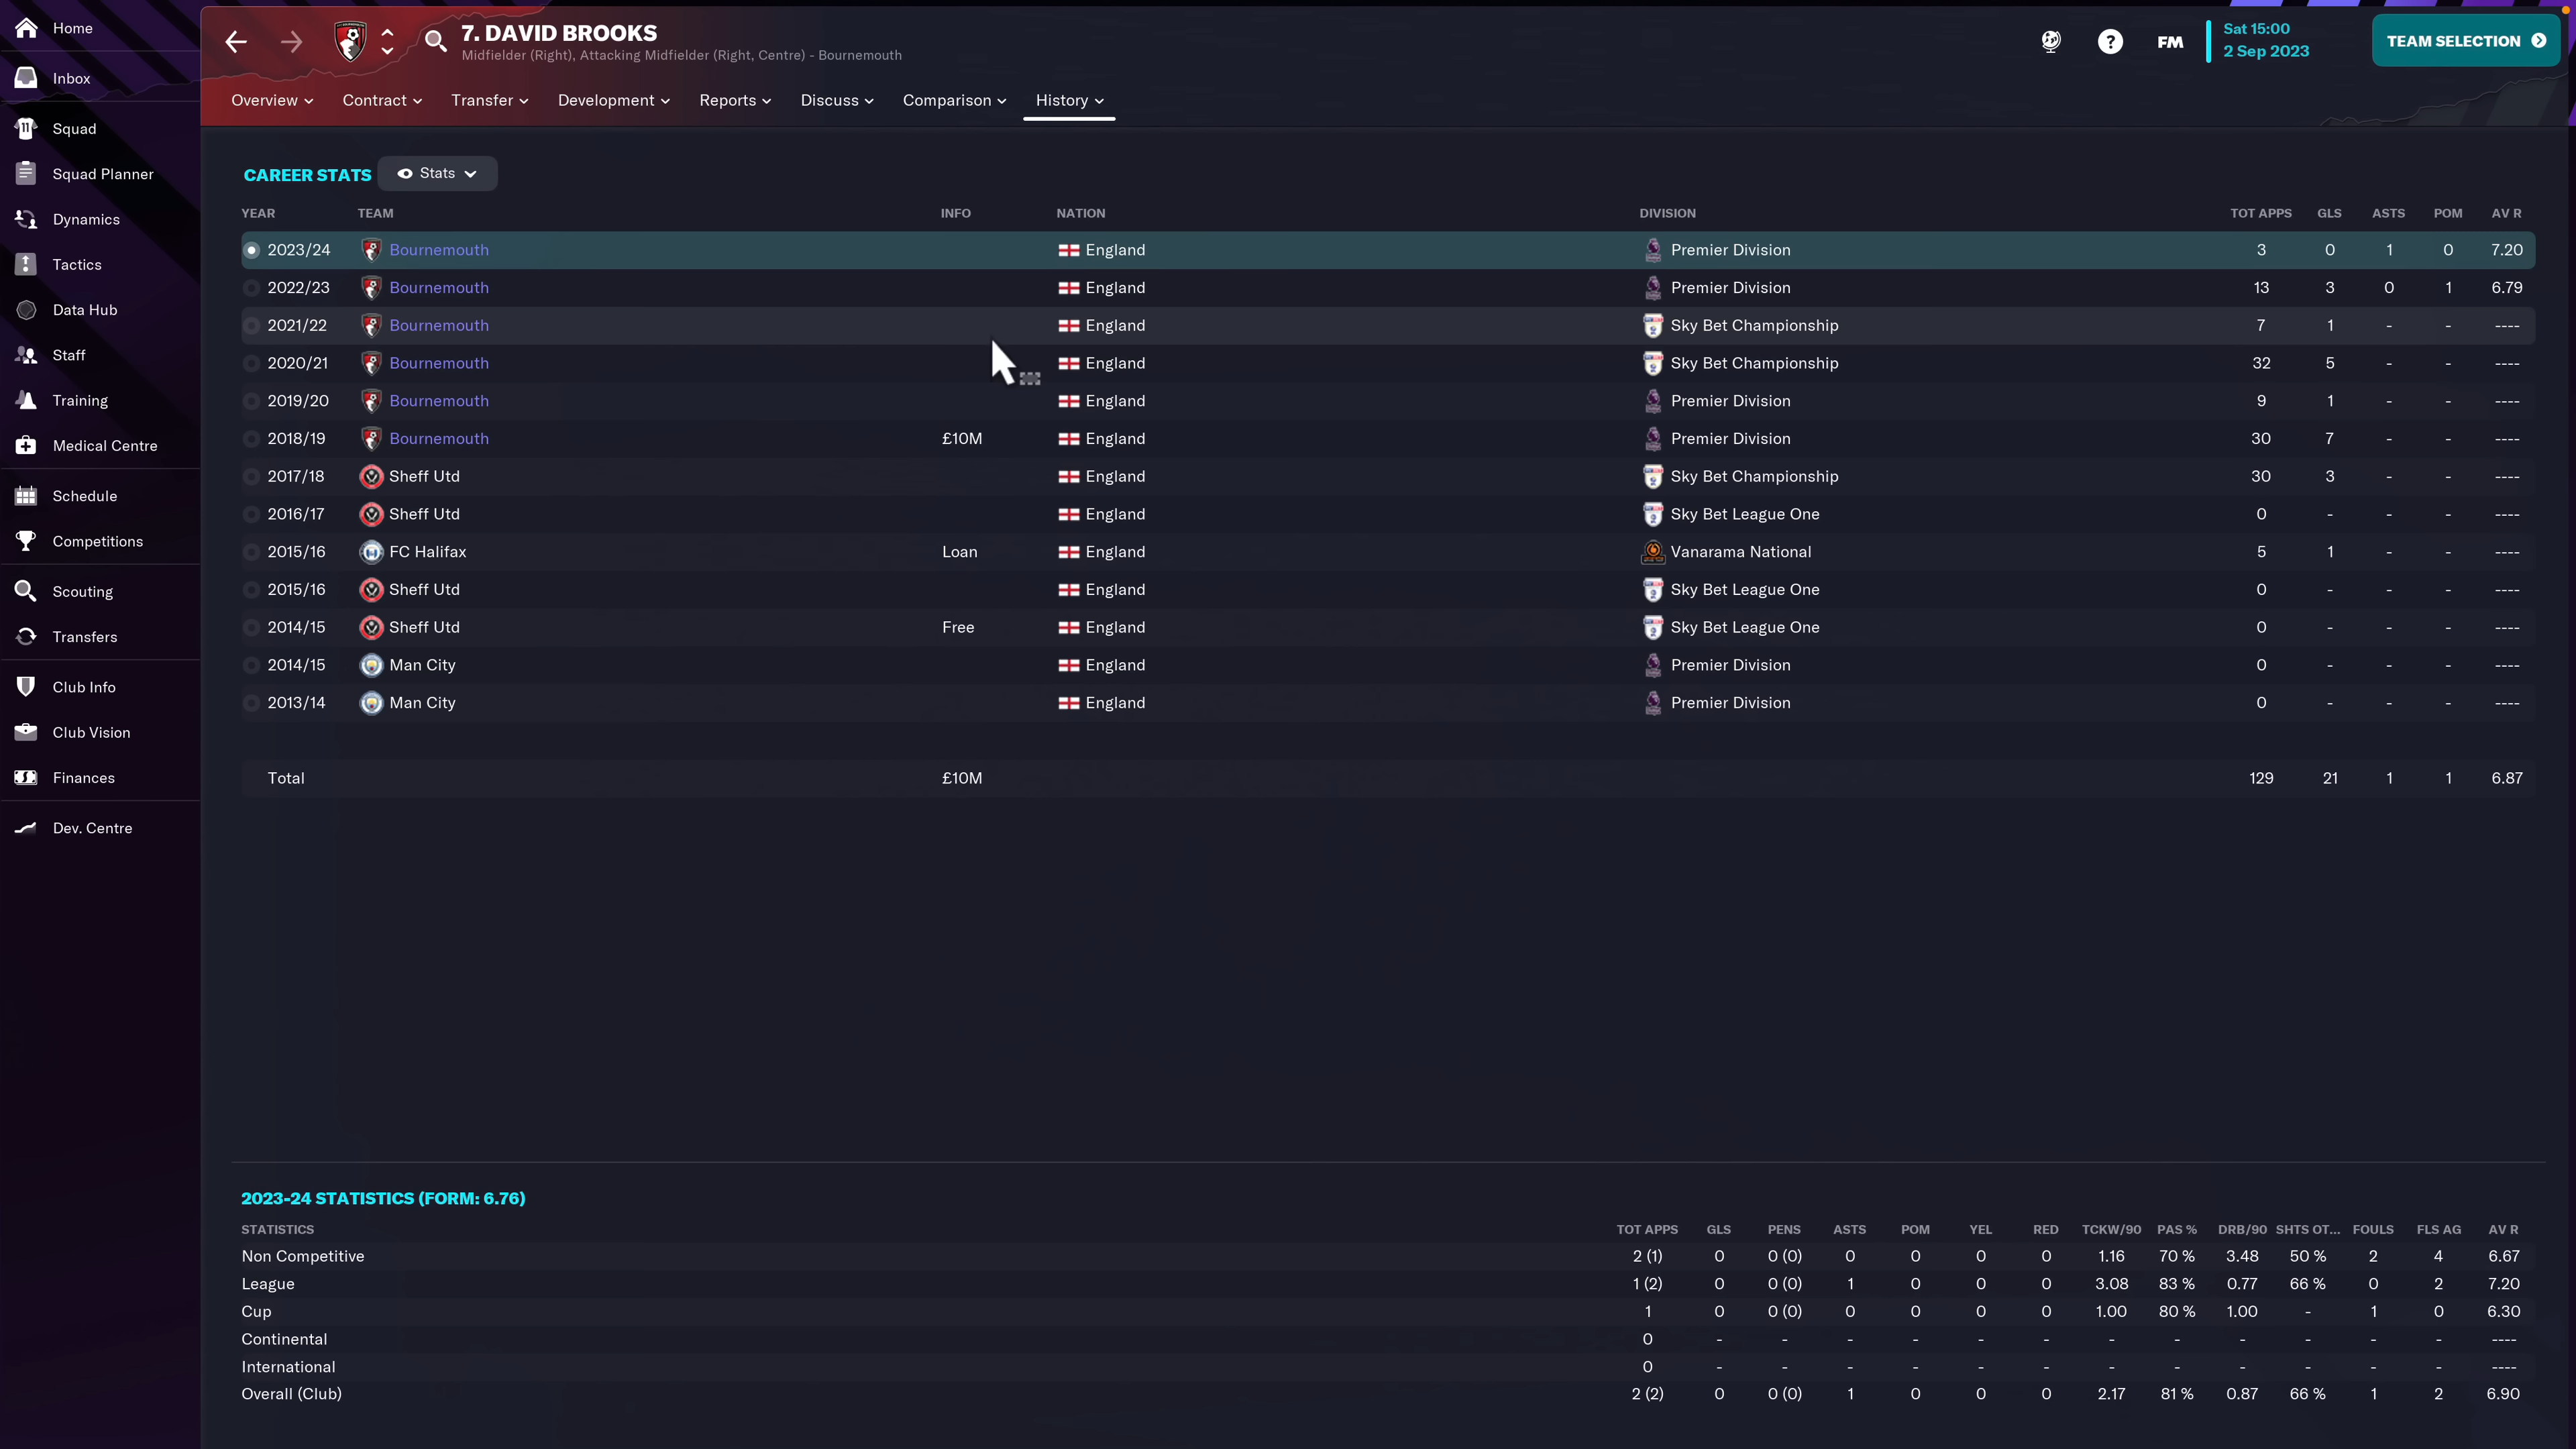 Home
Inbox
Squad
Squad Planner
Dynamics
Tactics
Data Hub
Staff
Training
Medical Centre
Schedule
Competitions
Scouting
Transfers
Club Info
Club Vision
Finances
Dev. Centre
7. DAVID BROOKS
Midfielder (Right), Attacking Midfielder (Right, Centre) - Bournemouth
? FM Sat 15:00
2 Sep 2023
TEAM SELECTION
Overview Contract Transfer Development Reports Discuss Comparison History
CAREER STATS Stats
YEAR TEAM INFO NATION DIVISION TOT APPS GLS ASTS POM AV R
2023/24 Bournemouth England Premier Division 3 0 1 0 7.20
2022/23 Bournemouth England Premier Division 13 3 0 1 6.79
2021/22 Bournemouth England Sky Bet Championship 7 1 - - ----
2020/21 Bournemouth England Sky Bet Championship 32 5 - - ----
2019/20 Bournemouth England Premier Division 9 1 - - ----
2018/19 Bournemouth £10M England Premier Division 30 7 - - ----
2017/18 Sheff Utd England Sky Bet Championship 30 3 - - ----
2016/17 Sheff Utd England Sky Bet League One 0 - - - ----
2015/16 FC Halifax Loan England Vanarama National 5 1 - - ----
2015/16 Sheff Utd England Sky Bet League One 0 - - - ----
2014/15 Sheff Utd Free England Sky Bet League One 0 - - - ----
2014/15 Man City England Premier Division 0 - - - ----
2013/14 Man City England Premier Division 0 - - - ----
Total £10M 129 21 1 1 6.87
2023-24 STATISTICS (FORM: 6.76)
STATISTICS TOT APPS GLS PENS ASTS POM YEL RED TCKW/90 PAS % DRB/90 SHTS OT... FOULS FLS AG AV R
Non Competitive 2 (1) 0 0 (0) 0 0 0 0 1.16 70 % 3.48 50 % 2 4 6.67
League 1 (2) 0 0 (0) 1 0 0 0 3.08 83 % 0.77 66 % 0 2 7.20
Cup 1 0 0 (0) 0 0 0 0 1.00 80 % 1.00 - 1 0 6.30
Continental 0 - - - - - - - - - - - - ----
International 0 - - - - - - - - - - - - ----
Overall (Club) 2 (2) 0 0 (0) 1 0 0 0 2.17 81 % 0.87 66 % 1 2 6.90